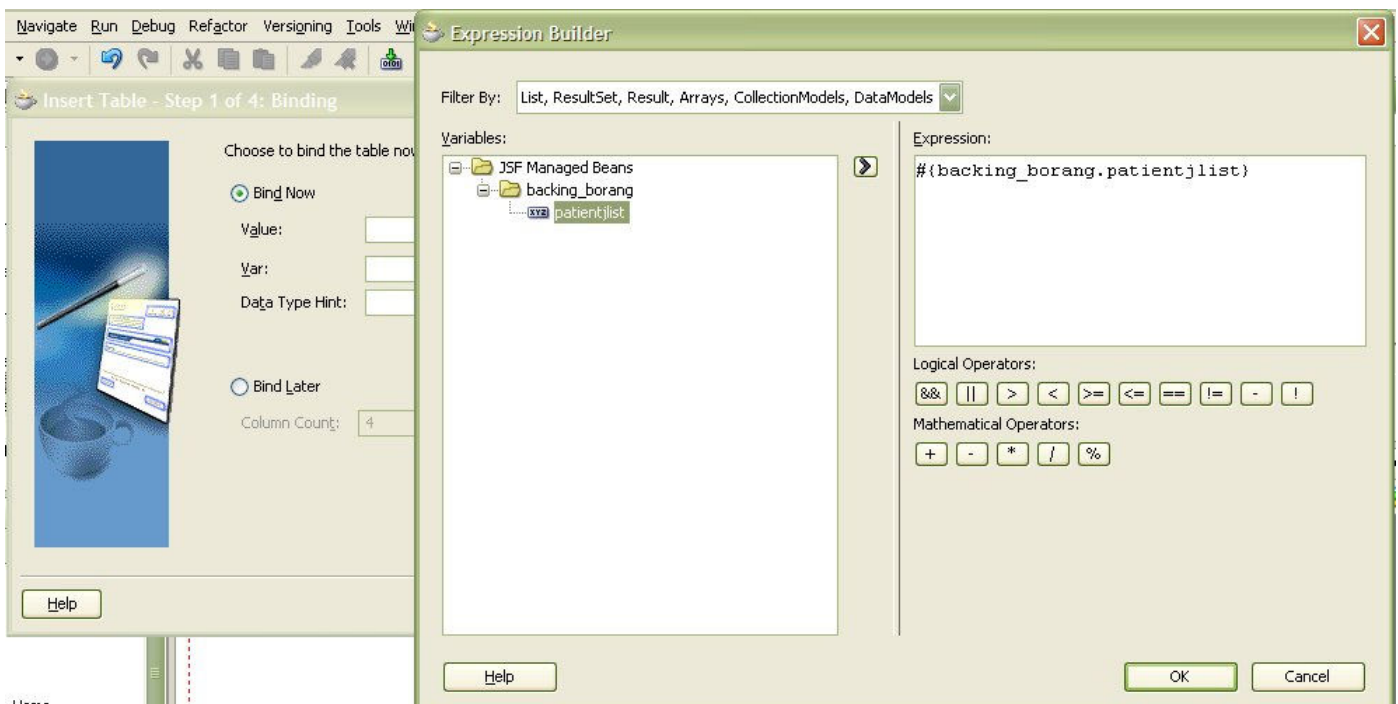 Navigate Run Debug Refactor Versioning Tools
Insert Table - Step 1 of 4: Binding
Choose to bind the table now
Bind Now
Value:
Var:
Data Type Hint:
Bind Later
Column Count: 4
Help
Expression Builder
Filter By: List, ResultSet, Result, Arrays, CollectionModels, DataModels
Variables:
JSF Managed Beans
backing_borang
xyz patientjlist
Expression:
#{backing_borang.patientjlist}
Logical Operators:
&& || > < >= <= == != - !
Mathematical Operators:
+ - * / %
Help
OK Cancel